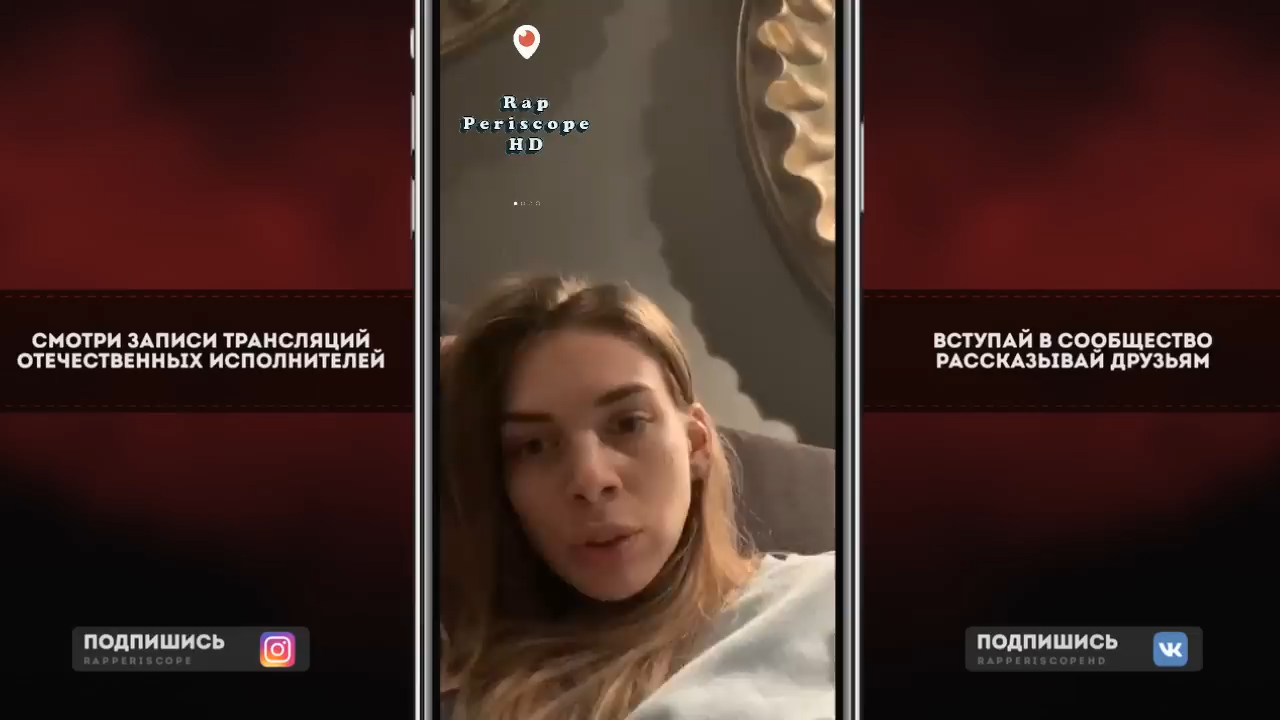 Rap
Periscope
HD
СМОТРИ ЗАПИСИ ТРАНСЛЯЦИЙ
ОТЕЧЕСТВЕННЫХ ИСПОЛНИТЕЛЕЙ
ВСТУПАЙ В СООБЩЕСТВО
РАССКАЗЫВАЙ ДРУЗЬЯМ
ПОДПИШИСЬ
RAPPERISCOPE
ПОДПИШИСЬ
RAPPERISCOPEHD